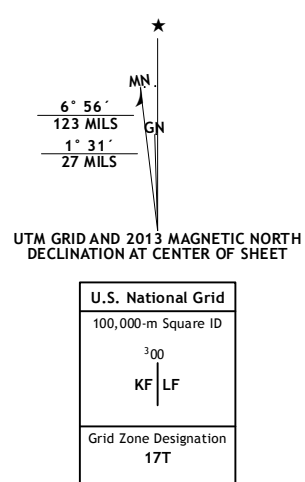 ★
MN
6° 56´
123 MILS
GN
1° 31´
27 MILS
UTM GRID AND 2013 MAGNETIC NORTH
DECLINATION AT CENTER OF SHEET
U.S. National Grid
100,000-m Square ID
³00
KF LF
Grid Zone Designation
17T